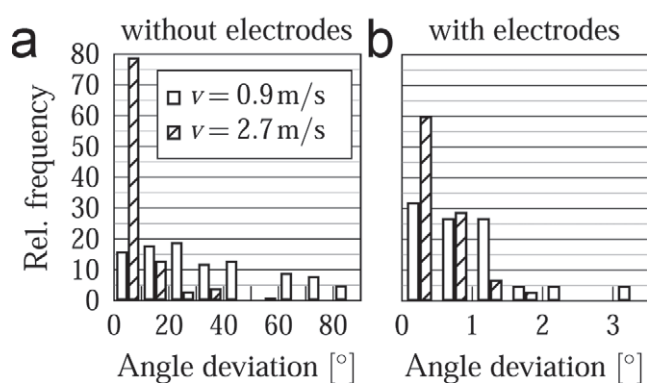 a without electrodes
b with electrodes
Rel. frequency
80
70
60
50
40
30
20
10
0
v = 0.9 m/s
v = 2.7 m/s
0 20 40 60 80
0 1 2 3
Angle deviation [°]
Angle deviation [°]